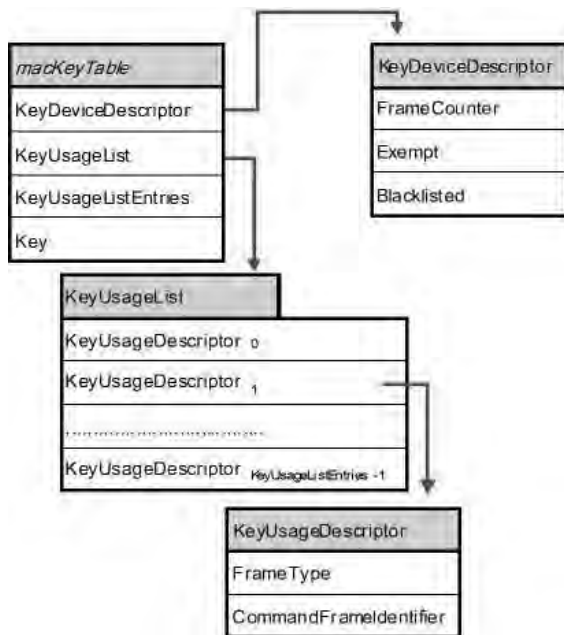 macKeyTable
KeyDeviceDescriptor
KeyUsageList
KeyUsageListEntries
Key
KeyDeviceDescriptor
FrameCounter
Exempt
Blacklisted
KeyUsageList
KeyUsageDescriptor 0
KeyUsageDescriptor 1
....................................
KeyUsageDescriptor KeyUsageListEntries -1
KeyUsageDescriptor
FrameType
CommandFrameIdentifier